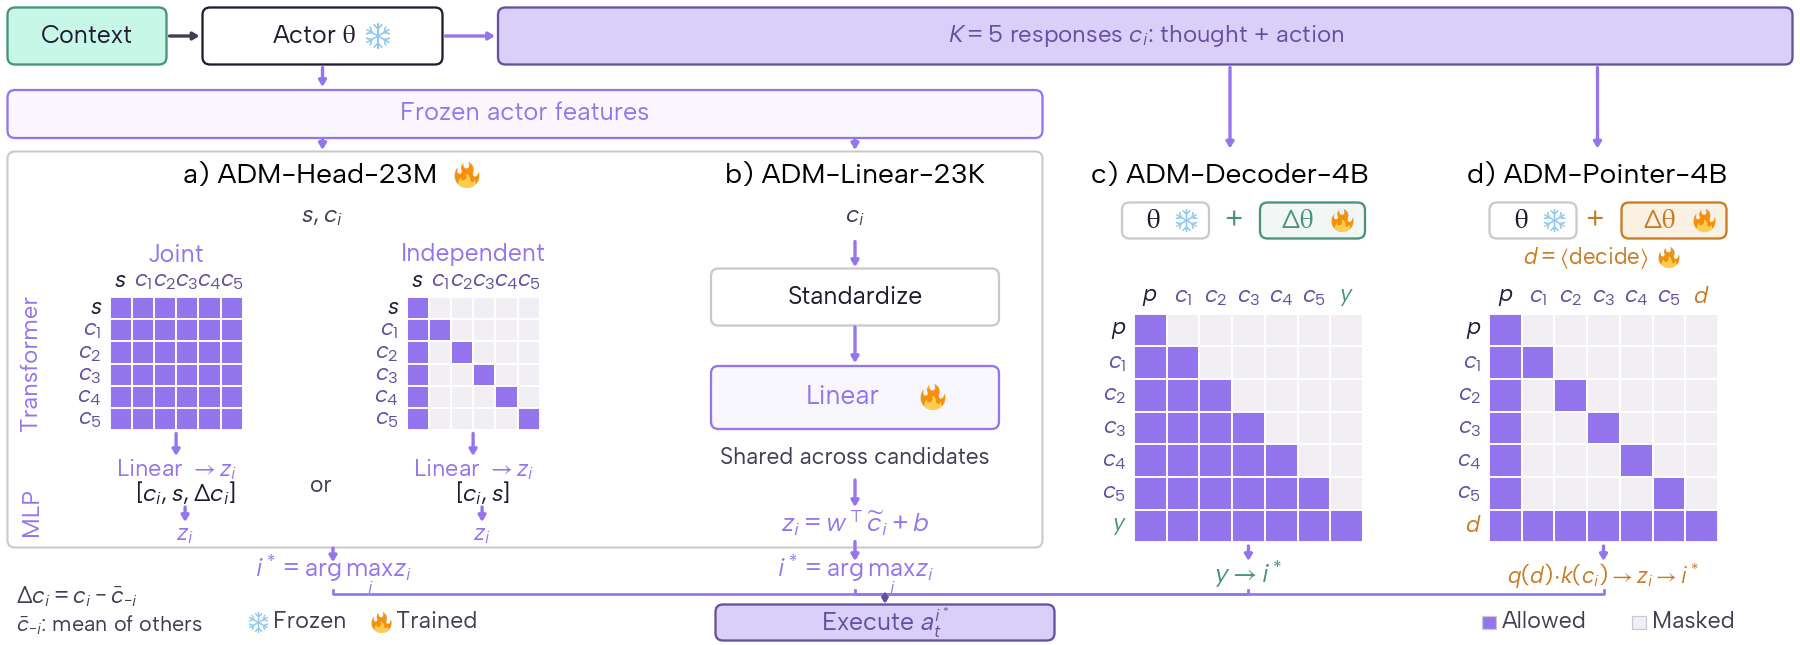 Context
Actor θ
K = 5 responses cᵢ: thought + action
Frozen actor features
a) ADM-Head-23M
s, cᵢ
Joint
s c₁ c₂ c₃ c₄ c₅
s
c₁
c₂
c₃
c₄
c₅
Transformer
Linear → zᵢ
MLP
[cᵢ, s, Δcᵢ]
zᵢ
or
Independent
s c₁ c₂ c₃ c₄ c₅
s
c₁
c₂
c₃
c₄
c₅
Linear → zᵢ
[cᵢ, s]
zᵢ
i* = arg max zᵢ
i
b) ADM-Linear-23K
cᵢ
Standardize
Linear
Shared across candidates
zᵢ = w⊤ c̃ᵢ + b
i* = arg max zᵢ
i
c) ADM-Decoder-4B
θ + Δθ
p c₁ c₂ c₃ c₄ c₅ y
p
c₁
c₂
c₃
c₄
c₅
y
y → i*
d) ADM-Pointer-4B
θ + Δθ
d = ⟨decide⟩
p c₁ c₂ c₃ c₄ c₅ d
p
c₁
c₂
c₃
c₄
c₅
d
q(d)·k(cᵢ) → zᵢ → i*
Δcᵢ = cᵢ − c̄₋ᵢ
c̄₋ᵢ: mean of others
Frozen Trained
Execute aₜⁱ*
Allowed Masked